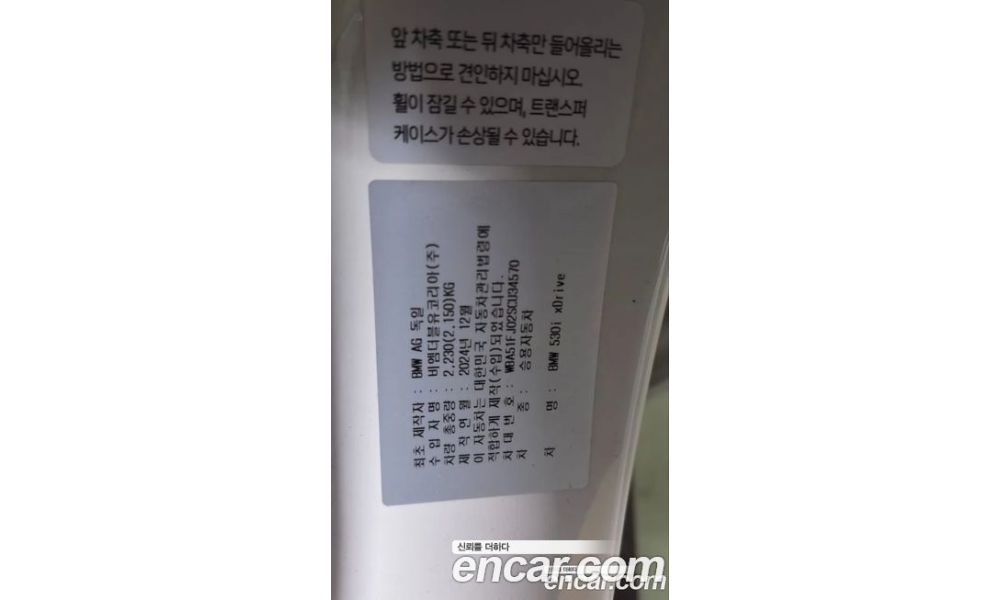 앞 차축 또는 뒤 차축만 들어올리는
방법으로 견인하지 마십시오.
휠이 잠길 수 있으며, 트랜스퍼
케이스가 손상될 수 있습니다.
최초 제작자 : BMW AG 독일
수 입 자 명 : 비엠더블유코리아(주)
차량 총중량 : 2,230(2,150)KG
제 작 연 월 : 2024년 12월
이 자동차는 대한민국 자동차관리법령에
적합하게 제작(수입)되었습니다.
차 대 번 호 : WBA51FJ02SCU34570
차 종 : 승용자동차
차 명 : BMW 530i xDrive
신뢰를 더하다
encar.com
encar.com